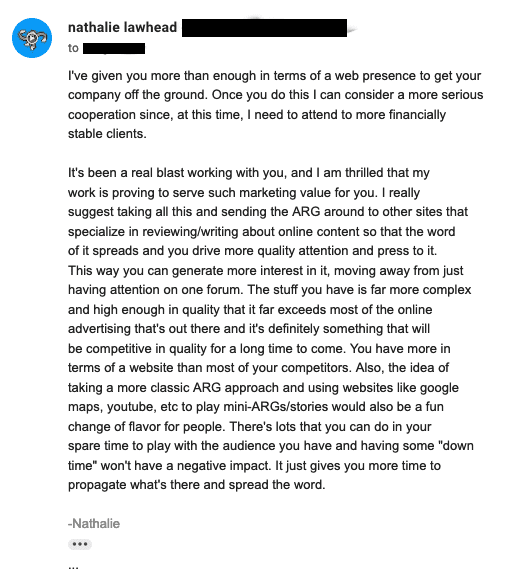 nathalie lawhead
to
I've given you more than enough in terms of a web presence to get your
company off the ground. Once you do this I can consider a more serious
cooperation since, at this time, I need to attend to more financially
stable clients.
It's been a real blast working with you, and I am thrilled that my
work is proving to serve such marketing value for you. I really
suggest taking all this and sending the ARG around to other sites that
specialize in reviewing/writing about online content so that the word
of it spreads and you drive more quality attention and press to it.
This way you can generate more interest in it, moving away from just
having attention on one forum. The stuff you have is far more complex
and high enough in quality that it far exceeds most of the online
advertising that's out there and it's definitely something that will
be competitive in quality for a long time to come. You have more in
terms of a website than most of your competitors. Also, the idea of
taking a more classic ARG approach and using websites like google
maps, youtube, etc to play mini-ARGs/stories would also be a fun
change of flavor for people. There's lots that you can do in your
spare time to play with the audience you have and having some "down
time" won't have a negative impact. It just gives you more time to
propagate what's there and spread the word.
-Nathalie
•••
...